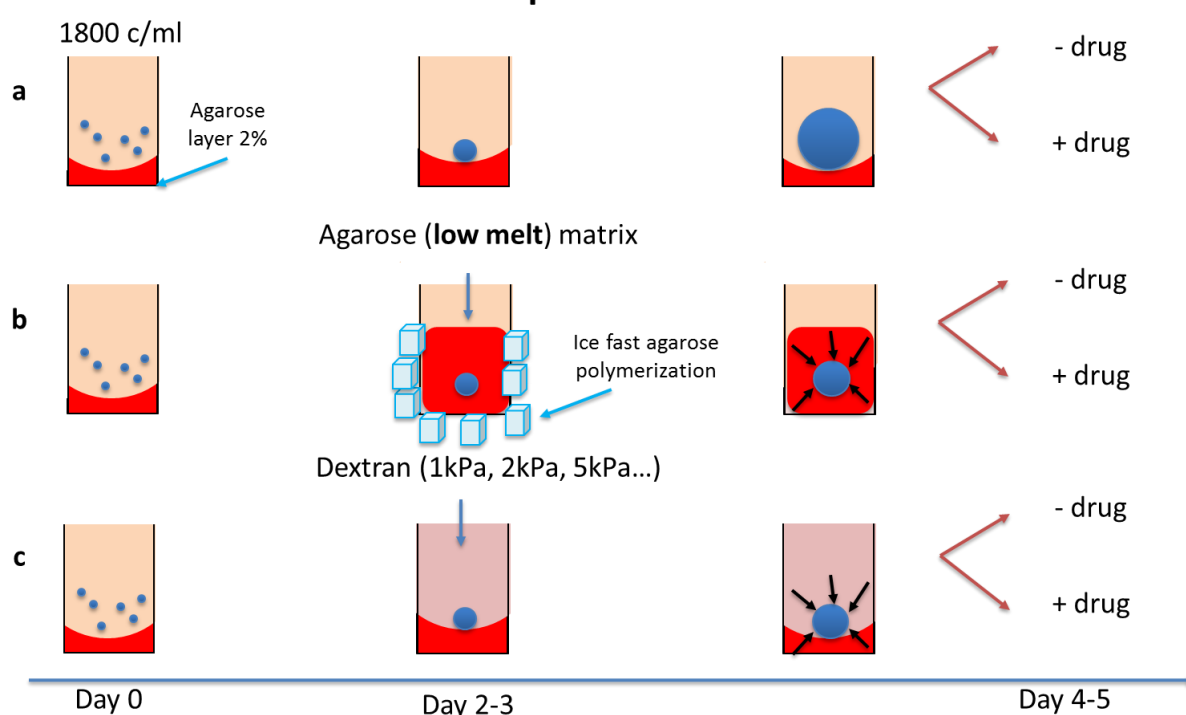 1800 c/ml
a
Agarose
layer 2%
- drug
+ drug
Agarose (low melt) matrix
b
Ice fast agarose
polymerization
- drug
+ drug
Dextran (1kPa, 2kPa, 5kPa...)
c
- drug
+ drug
Day 0
Day 2-3
Day 4-5